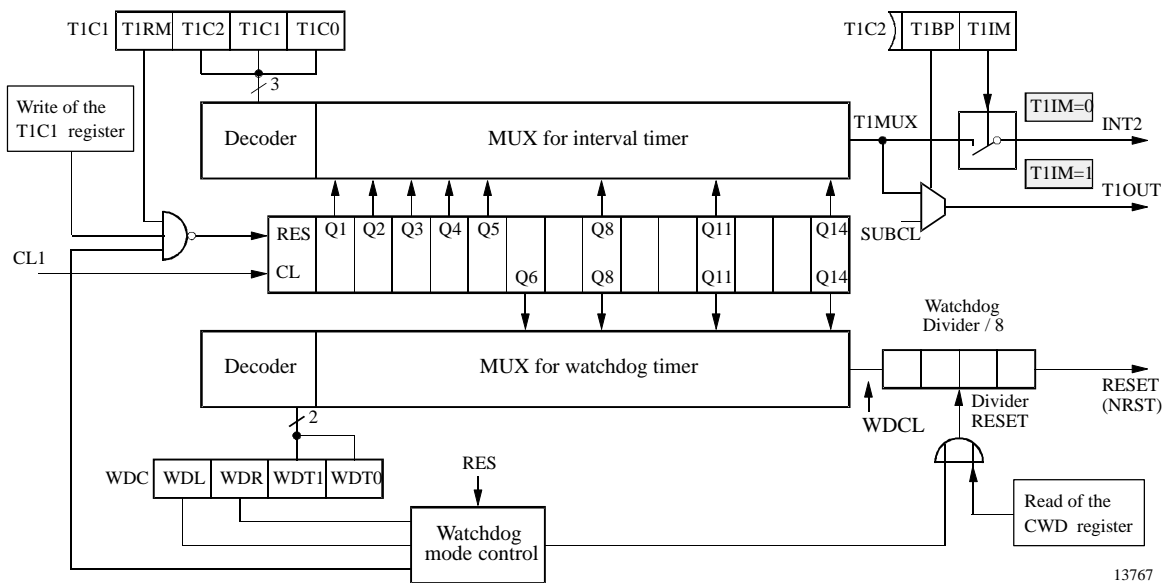 T1C1 T1RM T1C2 T1C1 T1C0
T1C2 T1BP T1IM
3
Write of the
T1C1 register
Decoder
MUX for interval timer
T1MUX
T1IM=0
INT2
T1IM=1
T1OUT
SUBCL
RES Q1 Q2 Q3 Q4 Q5 Q8 Q11 Q14
CL1
CL Q6 Q8 Q11 Q14
Watchdog
Divider / 8
Decoder
MUX for watchdog timer
RESET
(NRST)
Divider
RESET
WDCL
2
WDC WDL WDR WDT1 WDT0
RES
Watchdog
mode control
Read of the
CWD register
13767